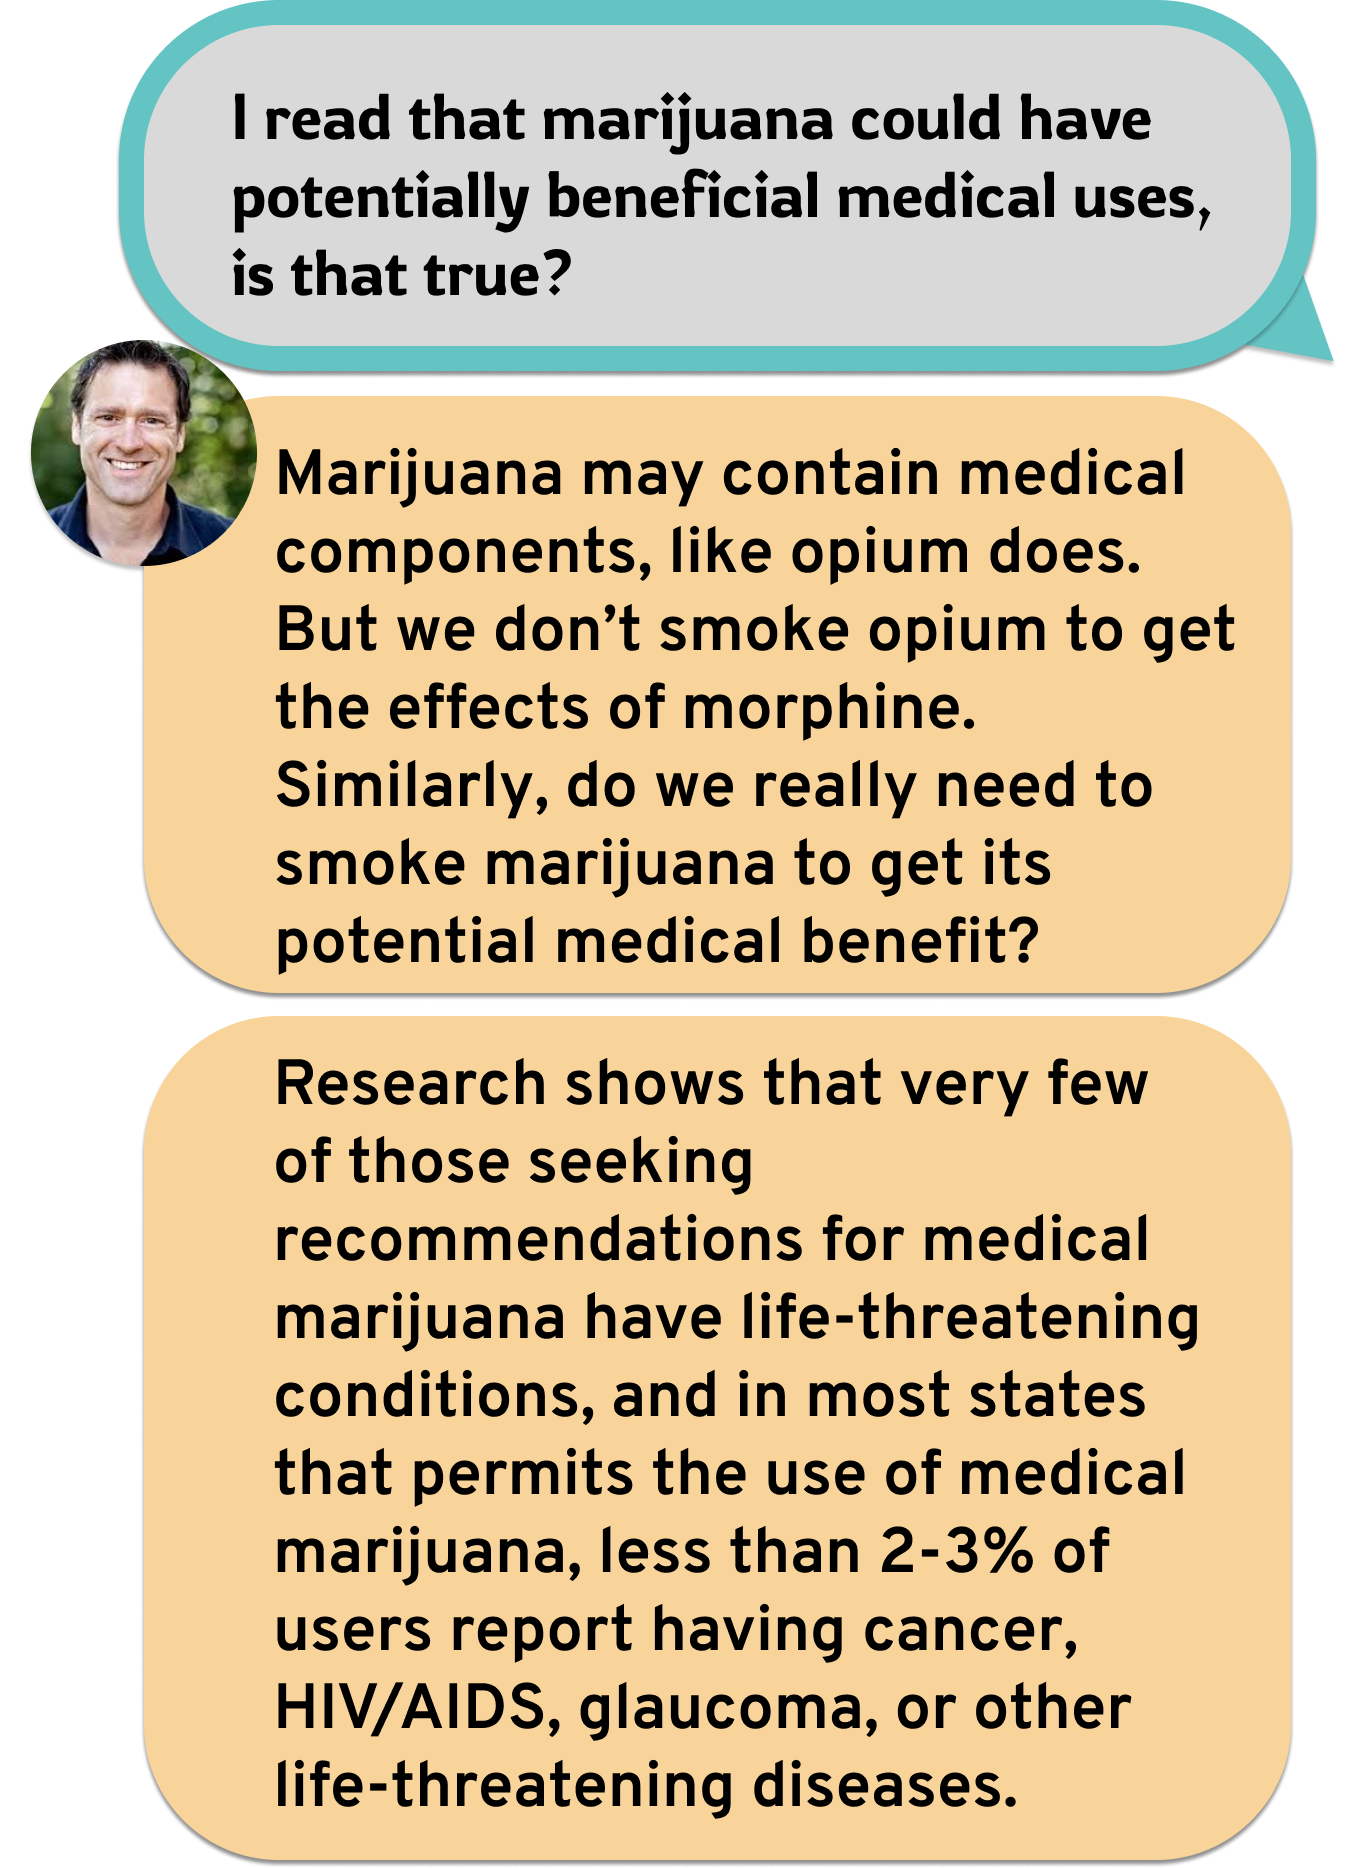 I read that marijuana could have
potentially beneficial medical uses,
is that true?
Marijuana may contain medical
components, like opium does.
But we don’t smoke opium to get
the effects of morphine.
Similarly, do we really need to
smoke marijuana to get its
potential medical benefit?
Research shows that very few
of those seeking
recommendations for medical
marijuana have life-threatening
conditions, and in most states
that permits the use of medical
marijuana, less than 2-3% of
users report having cancer,
HIV/AIDS, glaucoma, or other
life-threatening diseases.